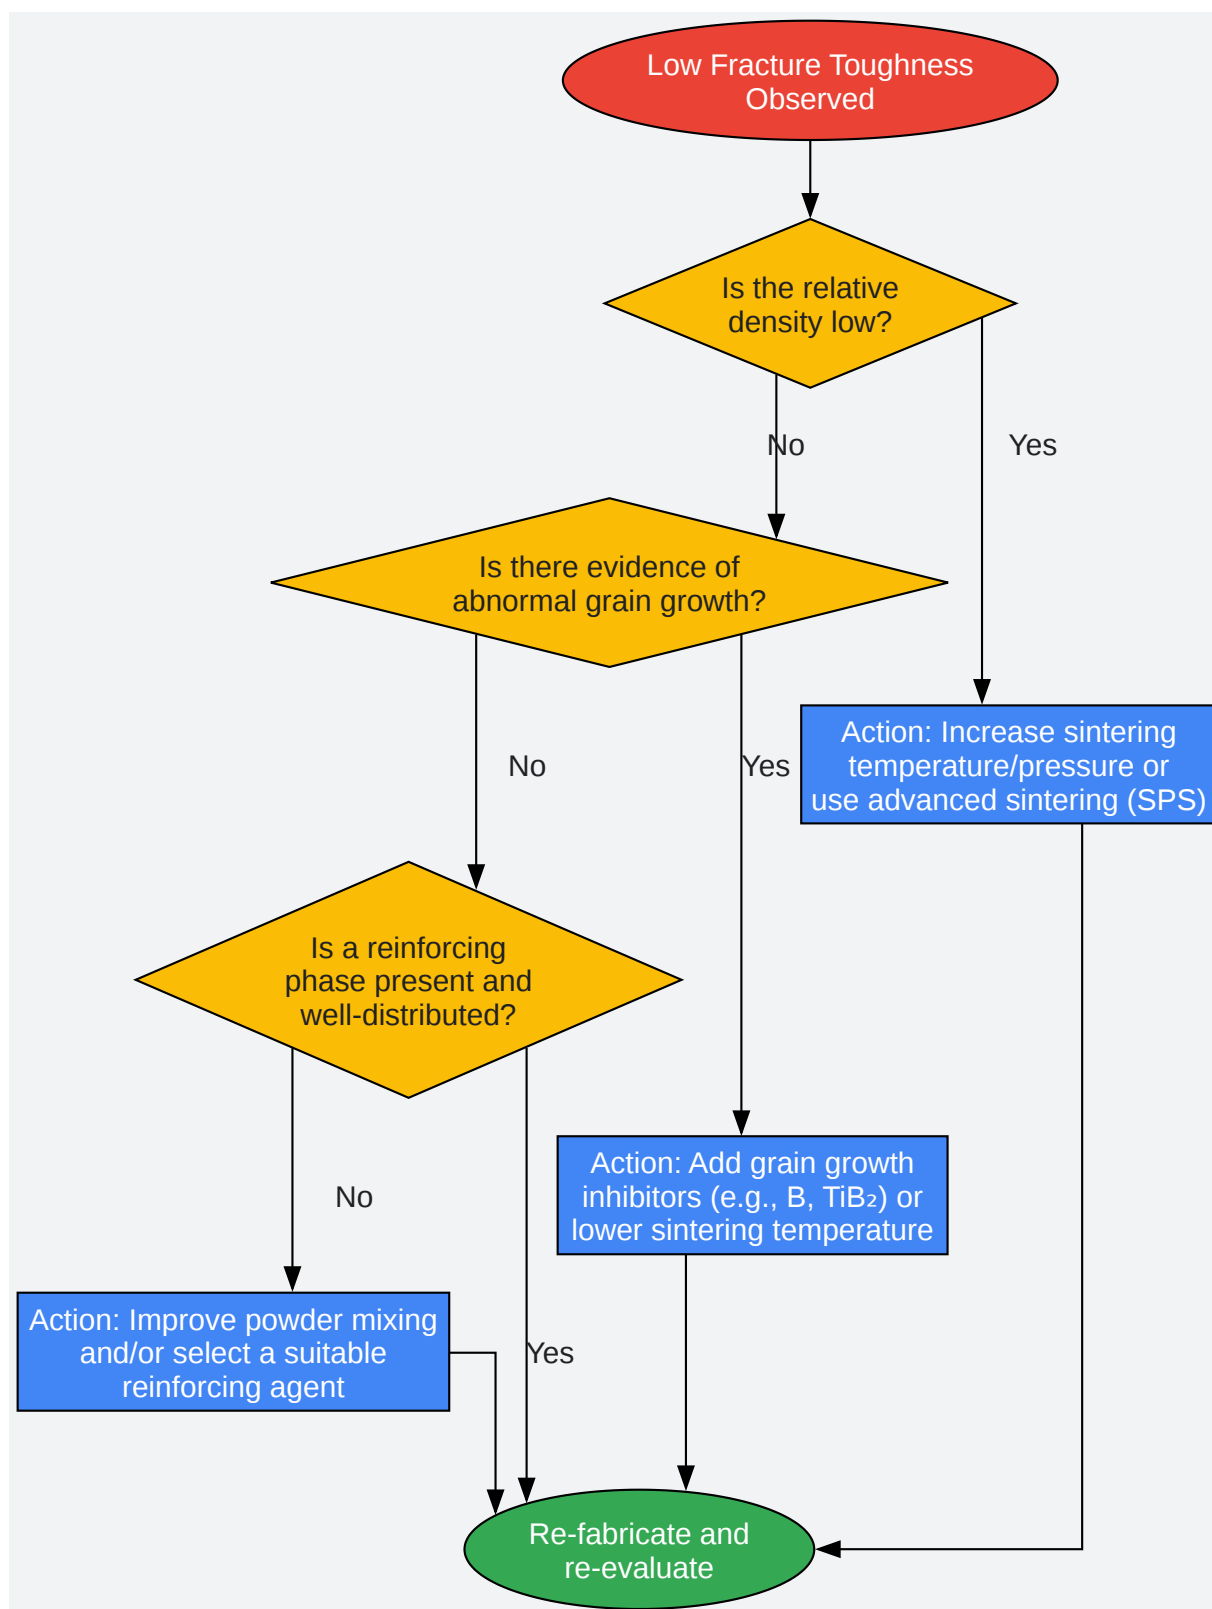 Low Fracture Toughness
Observed
Is the relative
density low?
No
Yes
Is there evidence of
abnormal grain growth?
No
Yes
Action: Increase sintering
temperature/pressure or
use advanced sintering (SPS)
Is a reinforcing
phase present and
well-distributed?
No
Action: Add grain growth
inhibitors (e.g., B, TiB₂) or
lower sintering temperature
Action: Improve powder mixing
and/or select a suitable
reinforcing agent
Yes
Re-fabricate and
re-evaluate